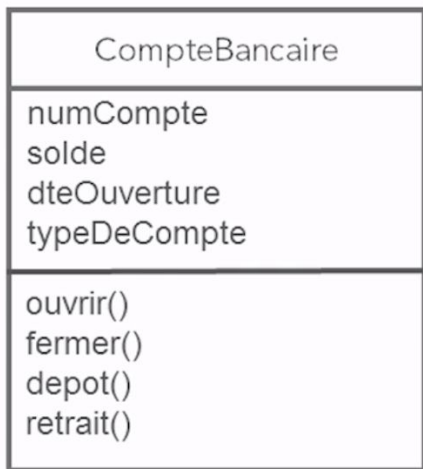 CompteBancaire
numCompte
solde
dteOuverture
typeDeCompte
ouvrir()
fermer()
depot()
retrait()